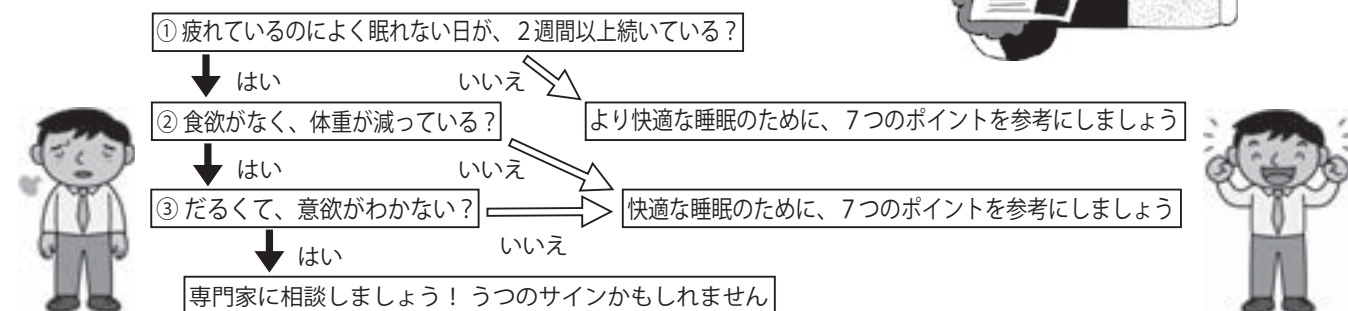 ① 疲れているのによく眠れない日が、２週間以上続いている？
はい
いいえ
② 食欲がなく、体重が減っている？
より快適な睡眠のために、７つのポイントを参考にしましょう
はい
いいえ
③ だるくて、意欲がわかない？
快適な睡眠のために、７つのポイントを参考にしましょう
はい
いいえ
専門家に相談しましょう！ うつのサインかもしれません